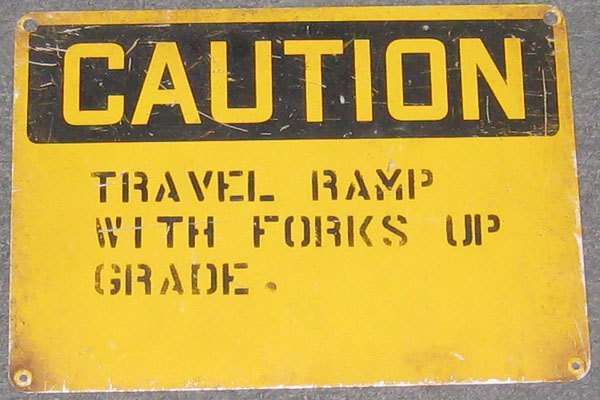 CAUTION
TRAVEL RAMP
WITH FORKS UP
GRADE.